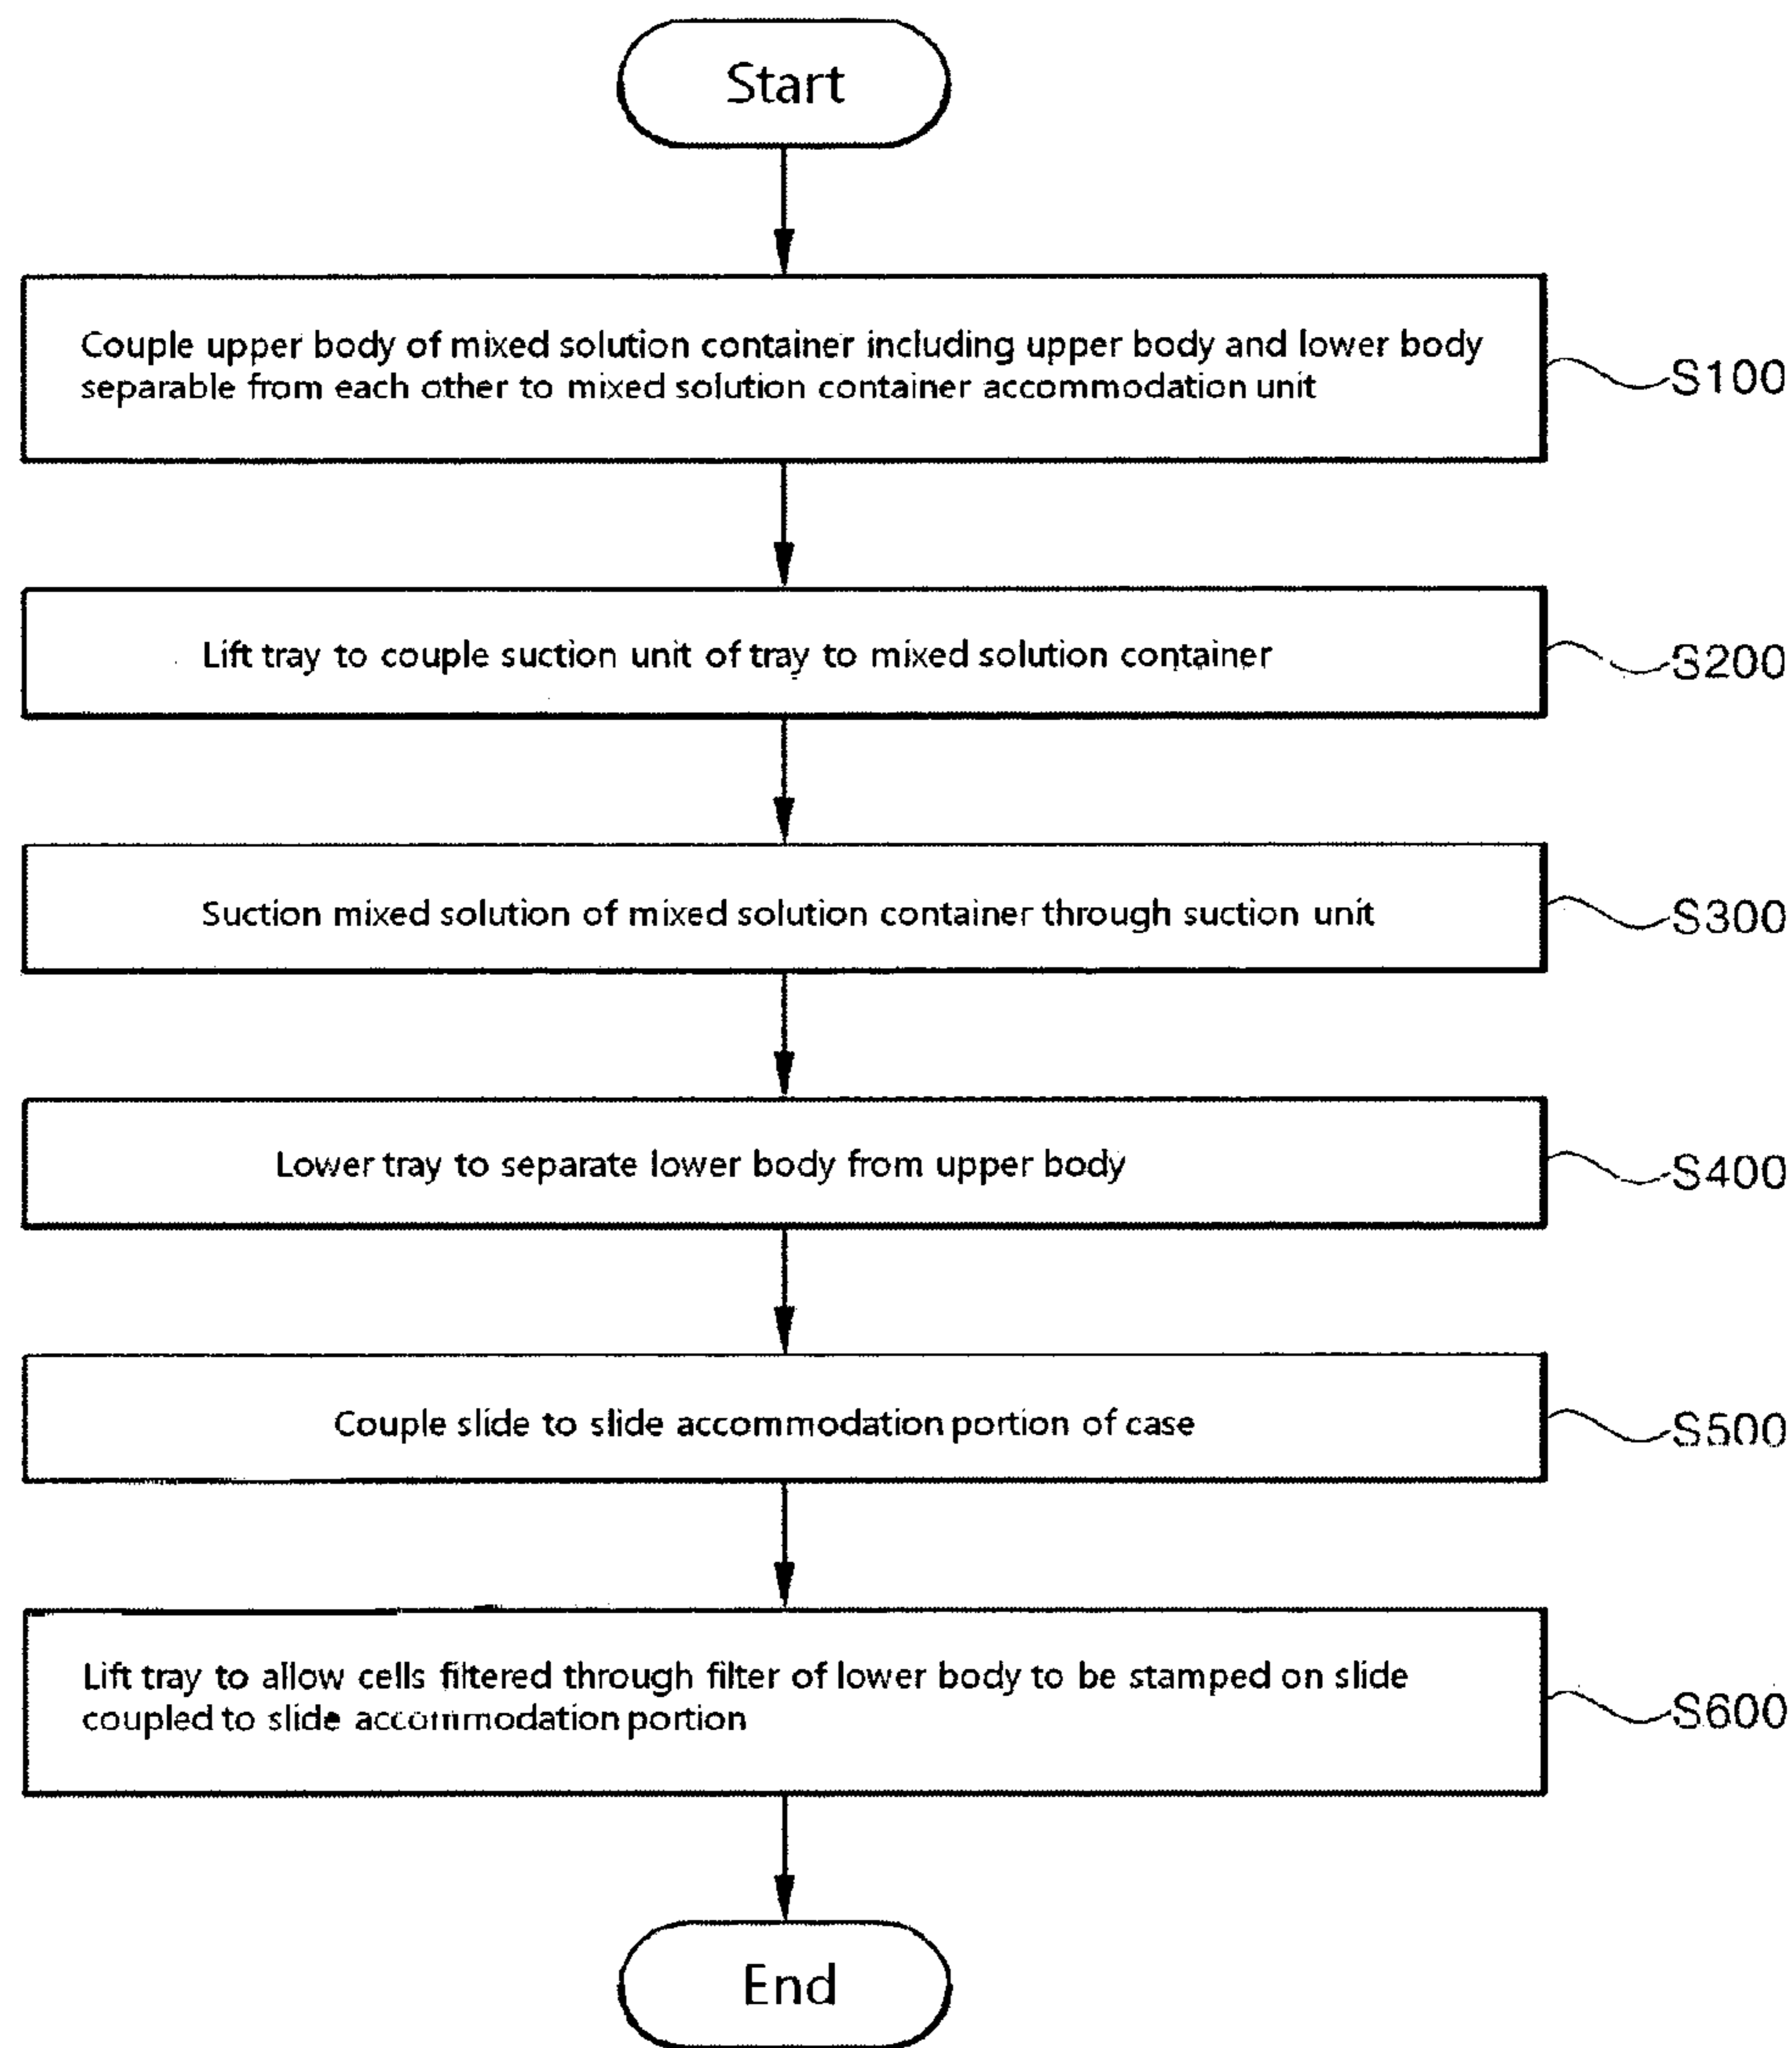 Start
Couple upper body of mixed solution container including upper body and lower body
separable from each other to mixed solution container accommodation unit
S100
Lift tray to couple suction unit of tray to mixed solution container
S200
Suction mixed solution of mixed solution container through suction unit
S300
Lower tray to separate lower body from upper body
S400
Couple slide to slide accommodation portion of case
S500
Lift tray to allow cells filtered through filter of lower body to be stamped on slide
coupled to slide accommodation portion
S600
End